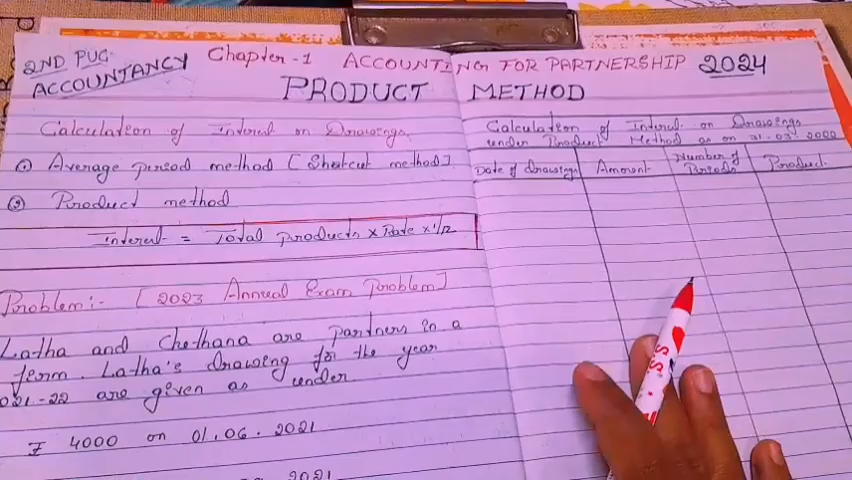 2ND PUC
ACCOUNTANCY
Chapter-1 ACCOUNTING FOR PARTNERSHIP 2024
PRODUCT METHOD
Calculation of Interest on Drawings
① Average period method [Shortcut method]
② Product method
Interest = Total Products × Rate × 1/12
Problem:- [2023 Annual Exam Problem]
Latha and Chethana are partners in a
firm. Latha's drawing for the year
2021-22 are given as under
₹ 4000 on 01.06.2021
2021
Calculation of Interest on Drawings
under Product Method as on 31.03.2022
Date of drawings
Amount
Number of
Periods
Product